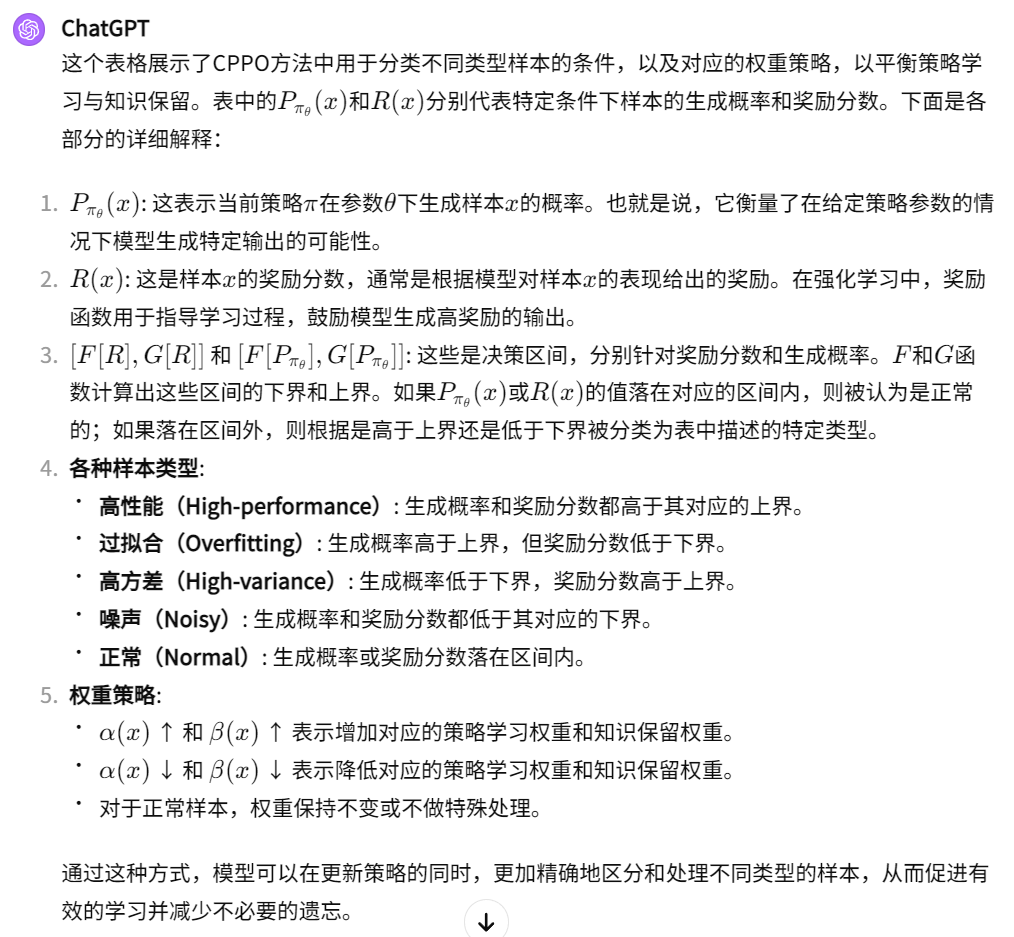 ChatGPT
这个表格展示了CPPO方法中用于分类不同类型样本的条件，以及对应的权重策略，以平衡策略学
习与知识保留。表中的P_{π_θ}(x)和R(x)分别代表特定条件下样本的生成概率和奖励分数。下面是各
部分的详细解释：
1. P_{π_θ}(x): 这表示当前策略π在参数θ下生成样本x的概率。也就是说，它衡量了在给定策略参数的情
况下模型生成特定输出的可能性。
2. R(x): 这是样本x的奖励分数，通常是根据模型对样本x的表现给出的奖励。在强化学习中，奖励
函数用于指导学习过程，鼓励模型生成高奖励的输出。
3. [F[R], G[R]] 和 [F[P_{π_θ}], G[P_{π_θ}]]: 这些是决策区间，分别针对奖励分数和生成概率。F和G函
数计算出这些区间的下界和上界。如果P_{π_θ}(x)或R(x)的值落在对应的区间内，则被认为是正常
的；如果落在区间外，则根据是高于上界还是低于下界被分类为表中描述的特定类型。
4. 各种样本类型:
• 高性能（High-performance）: 生成概率和奖励分数都高于其对应的上界。
• 过拟合（Overfitting）: 生成概率高于上界，但奖励分数低于下界。
• 高方差（High-variance）: 生成概率低于下界，奖励分数高于上界。
• 噪声（Noisy）: 生成概率和奖励分数都低于其对应的下界。
• 正常（Normal）: 生成概率或奖励分数落在区间内。
5. 权重策略:
• α(x) ↑ 和 β(x) ↑ 表示增加对应的策略学习权重和知识保留权重。
• α(x) ↓ 和 β(x) ↓ 表示降低对应的策略学习权重和知识保留权重。
• 对于正常样本，权重保持不变或不做特殊处理。
通过这种方式，模型可以在更新策略的同时，更加精确地区分和处理不同类型的样本，从而促进有
效的学习并减少不必要的遗忘。